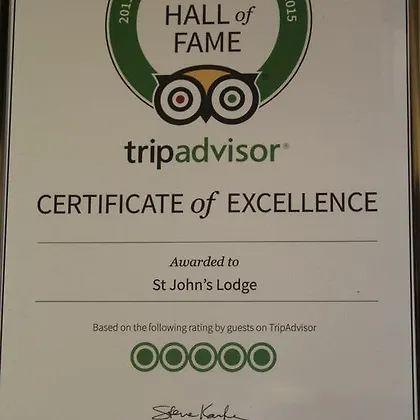 2015
HALL of
FAME
tripadvisor®
CERTIFICATE of EXCELLENCE
Awarded to
St John's Lodge
Based on the following rating by guests on TripAdvisor